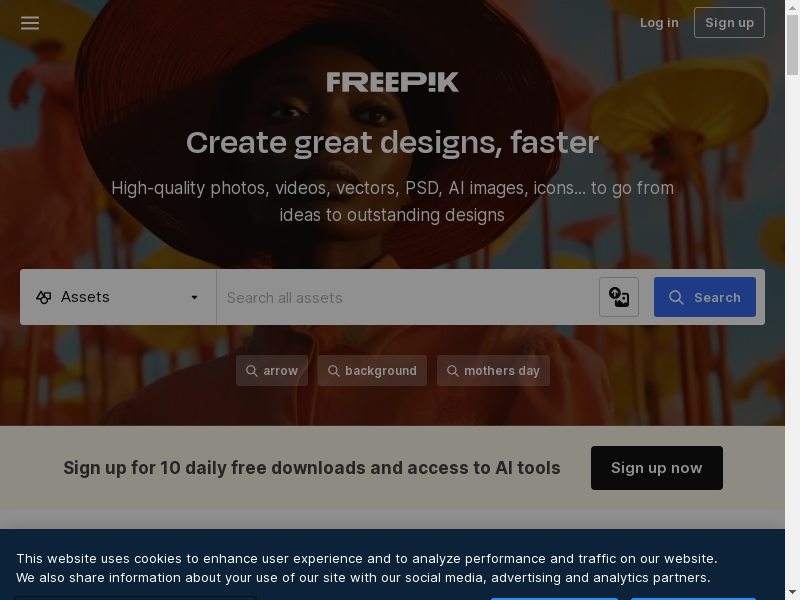 Log in
Sign up
FREEP!K
Create great designs, faster
High-quality photos, videos, vectors, PSD, AI images, icons... to go from
ideas to outstanding designs
Assets
Search all assets
Search
arrow
background
mothers day
Sign up for 10 daily free downloads and access to AI tools
Sign up now
This website uses cookies to enhance user experience and to analyze performance and traffic on our website.
We also share information about your use of our site with our social media, advertising and analytics partners.